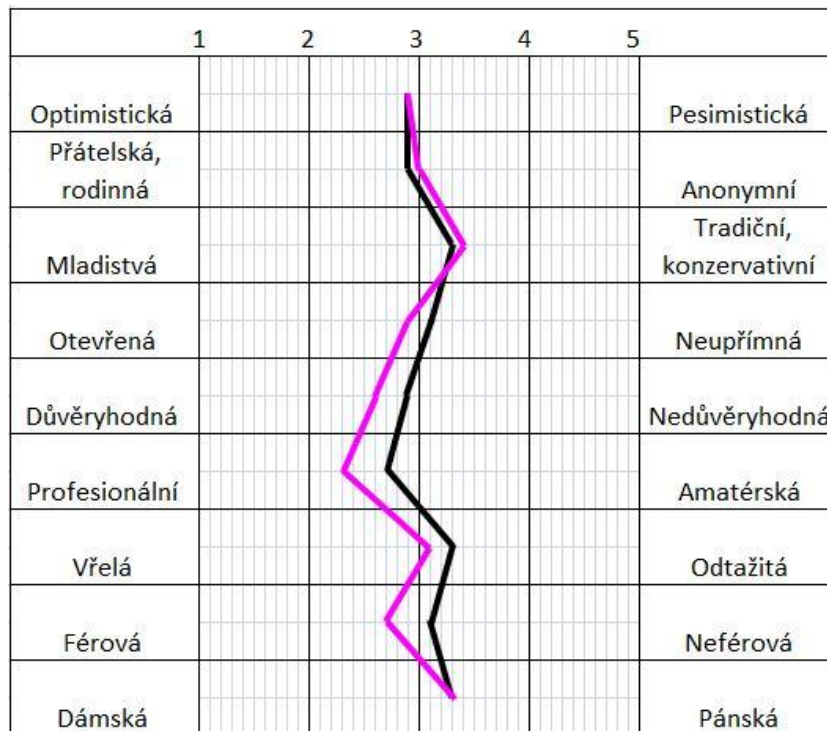 1 2 3 4 5
Optimistická Pesimistická
Přátelská,
rodinná Anonymní
Tradiční,
Mladistvá konzervativní
Otevřená Neupřímná
Důvěryhodná Nedůvěryhodná
Profesionální Amatérská
Vřelá Odtažitá
Férová Neférová
Dámská Pánská